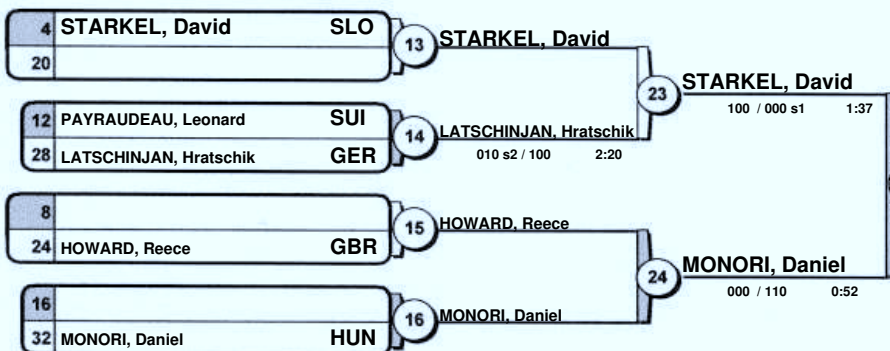 4 STARKEL, David SLO
20
13 STARKEL, David
12 PAYRAUDEAU, Leonard SUI
28 LATSCHINJAN, Hratschik GER
14 LATSCHINJAN, Hratschik
010 s2 / 100 2:20
23 STARKEL, David
100 / 000 s1 1:37
8
24 HOWARD, Reece GBR
15 HOWARD, Reece
16
32 MONORI, Daniel HUN
16 MONORI, Daniel
24 MONORI, Daniel
000 / 110 0:52